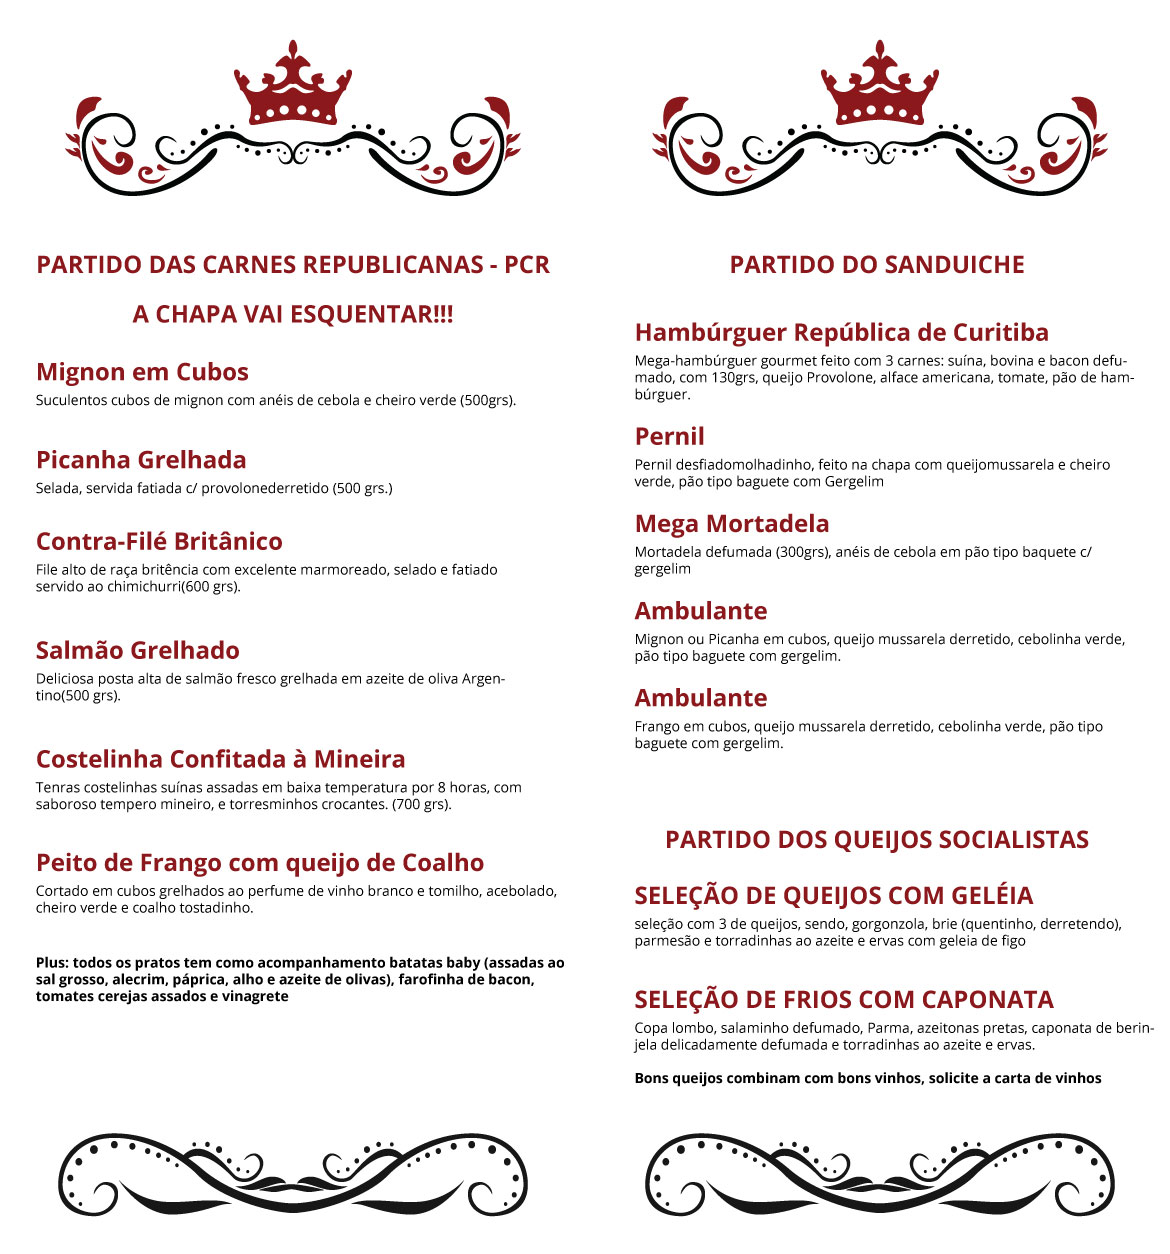 PARTIDO DAS CARNES REPUBLICANAS - PCR
A CHAPA VAI ESQUENTAR!!!
Mignon em Cubos
Suculentos cubos de mignon com anéis de cebola e cheiro verde (500grs).
Picanha Grelhada
Selada, servida fatiada c/ provolonederretido (500 grs.)
Contra-Filé Britânico
File alto de raça britência com excelente marmoreado, selado e fatiado
servido ao chimichurri(600 grs).
Salmão Grelhado
Deliciosa posta alta de salmão fresco grelhada em azeite de oliva Argen-
tino(500 grs).
Costelinha Confitada à Mineira
Tenras costelinhas suínas assadas em baixa temperatura por 8 horas, com
saboroso tempero mineiro, e torresminhos crocantes. (700 grs).
Peito de Frango com queijo de Coalho
Cortado em cubos grelhados ao perfume de vinho branco e tomilho, acebolado,
cheiro verde e coalho tostadinho.
Plus: todos os pratos tem como acompanhamento batatas baby (assadas ao
sal grosso, alecrim, páprica, alho e azeite de olivas), farofinha de bacon,
tomates cerejas assados e vinagrete
PARTIDO DO SANDUICHE
Hambúrguer República de Curitiba
Mega-hambúrguer gourmet feito com 3 carnes: suína, bovina e bacon defu-
mado, com 130grs, queijo Provolone, alface americana, tomate, pão de ham-
búrguer.
Pernil
Pernil desfiadomolhadinho, feito na chapa com queijomussarela e cheiro
verde, pão tipo baguete com Gergelim
Mega Mortadela
Mortadela defumada (300grs), anéis de cebola em pão tipo baquete c/
gergelim
Ambulante
Mignon ou Picanha em cubos, queijo mussarela derretido, cebolinha verde,
pão tipo baguete com gergelim.
Ambulante
Frango em cubos, queijo mussarela derretido, cebolinha verde, pão tipo
baguete com gergelim.
PARTIDO DOS QUEIJOS SOCIALISTAS
SELEÇÃO DE QUEIJOS COM GELÉIA
seleção com 3 de queijos, sendo, gorgonzola, brie (quentinho, derretendo),
parmesão e torradinhas ao azeite e ervas com geleia de figo
SELEÇÃO DE FRIOS COM CAPONATA
Copa lombo, salaminho defumado, Parma, azeitonas pretas, caponata de berin-
jela delicadamente defumada e torradinhas ao azeite e ervas.
Bons queijos combinam com bons vinhos, solicite a carta de vinhos